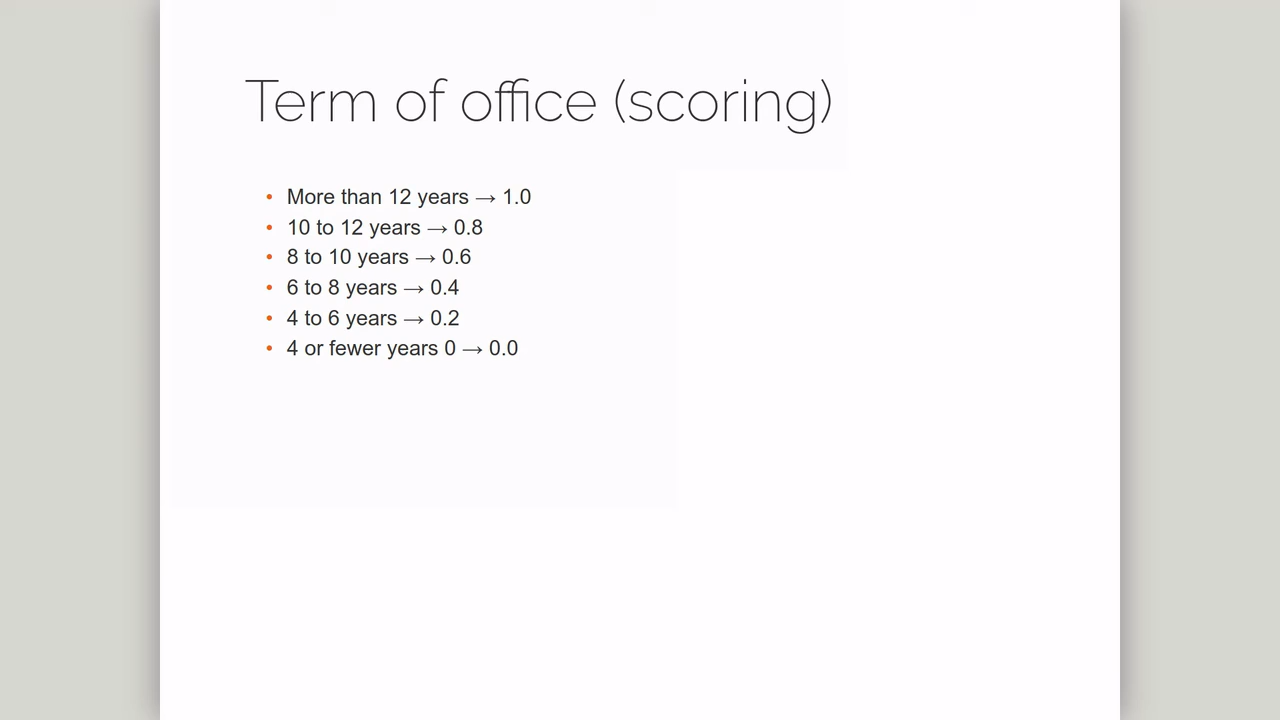 Term of office (scoring)
• More than 12 years → 1.0
• 10 to 12 years → 0.8
• 8 to 10 years → 0.6
• 6 to 8 years → 0.4
• 4 to 6 years → 0.2
• 4 or fewer years 0 → 0.0